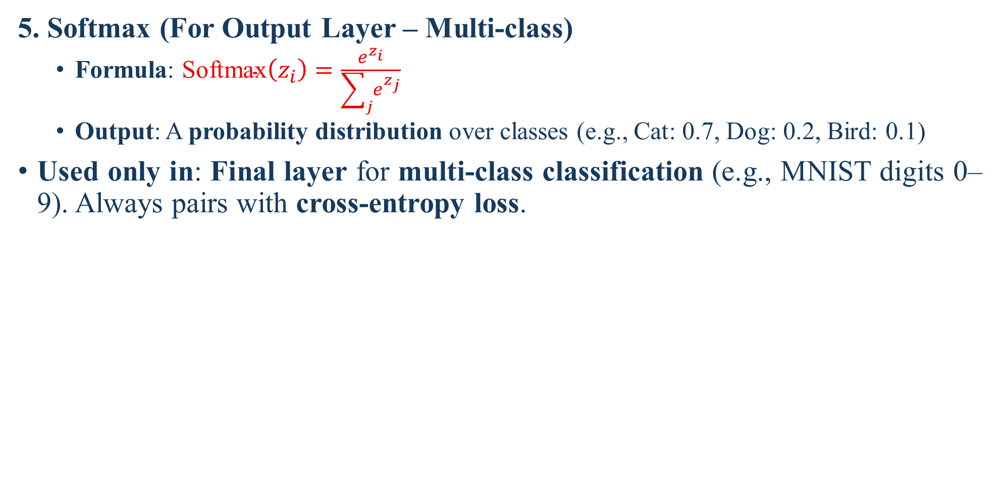 5. Softmax (For Output Layer – Multi-class)
• Formula: Softmax(z_i) = \frac{e^{z_i}}{\sum_j e^{z_j}}
• Output: A probability distribution over classes (e.g., Cat: 0.7, Dog: 0.2, Bird: 0.1)
• Used only in: Final layer for multi-class classification (e.g., MNIST digits 0–
9). Always pairs with cross-entropy loss.